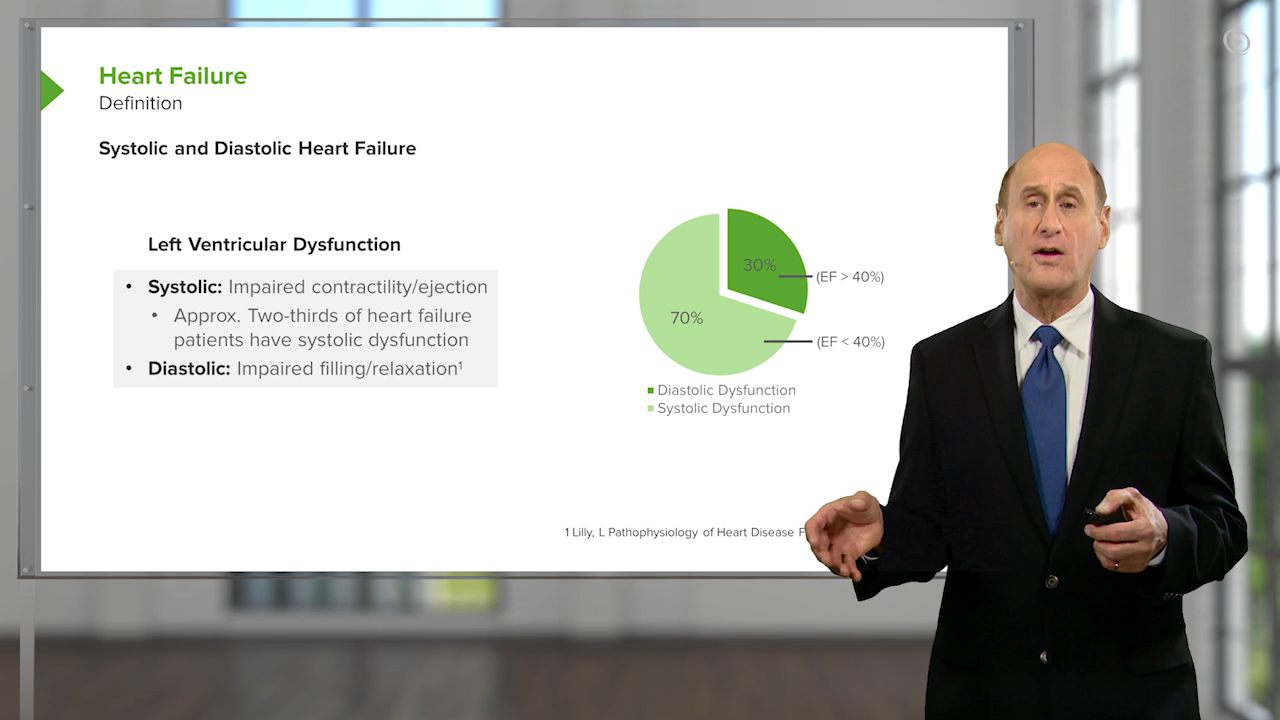 Heart Failure
Definition
Systolic and Diastolic Heart Failure
Left Ventricular Dysfunction
• Systolic: Impaired contractility/ejection
• Approx. Two-thirds of heart failure
patients have systolic dysfunction
• Diastolic: Impaired filling/relaxation¹
30%
(EF > 40%)
70%
(EF < 40%)
Diastolic Dysfunction
Systolic Dysfunction
1 Lilly, L Pathophysiology of Heart Disease